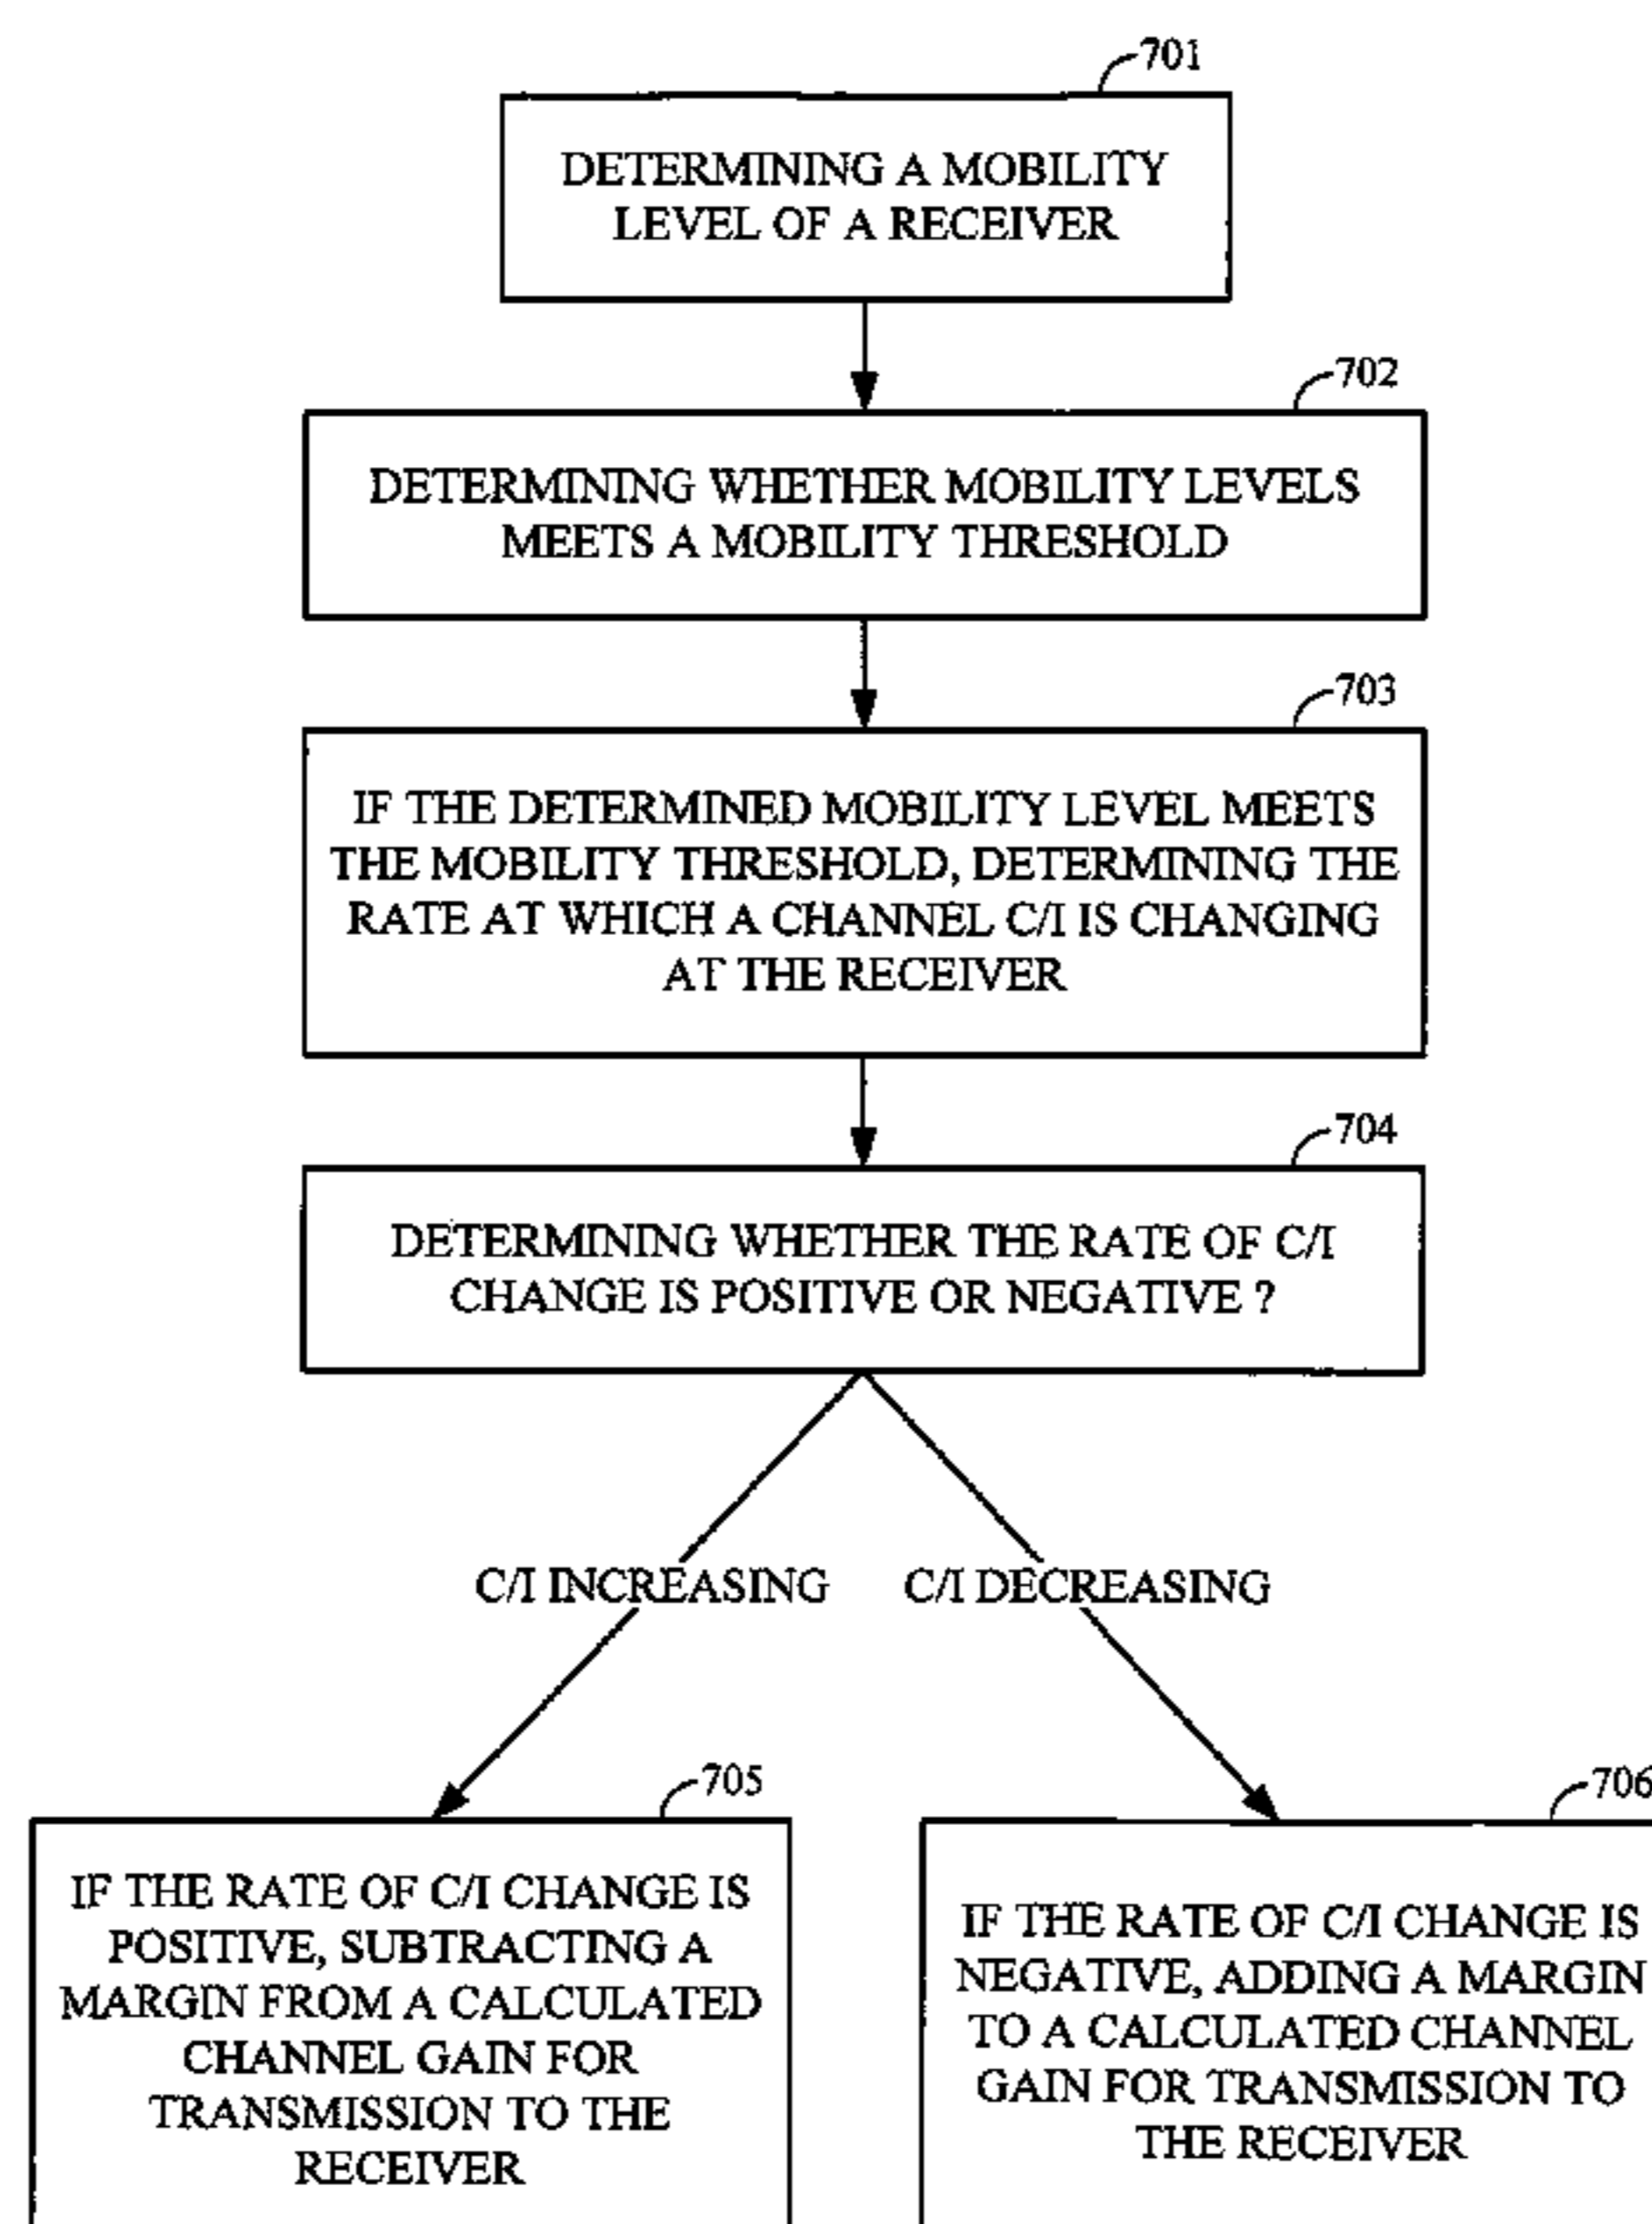 701
DETERMINING A MOBILITY
LEVEL OF A RECEIVER
702
DETERMINING WHETHER MOBILITY LEVELS
MEETS A MOBILITY THRESHOLD
703
IF THE DETERMINED MOBILITY LEVEL MEETS
THE MOBILITY THRESHOLD, DETERMINING THE
RATE AT WHICH A CHANNEL C/I IS CHANGING
AT THE RECEIVER
704
DETERMINING WHETHER THE RATE OF C/I
CHANGE IS POSITIVE OR NEGATIVE ?
C/I INCREASING
C/I DECREASING
705
IF THE RATE OF C/I CHANGE IS
POSITIVE, SUBTRACTING A
MARGIN FROM A CALCULATED
CHANNEL GAIN FOR
TRANSMISSION TO THE
RECEIVER
706
IF THE RATE OF C/I CHANGE IS
NEGATIVE, ADDING A MARGIN
TO A CALCULATED CHANNEL
GAIN FOR TRANSMISSION TO
THE RECEIVER